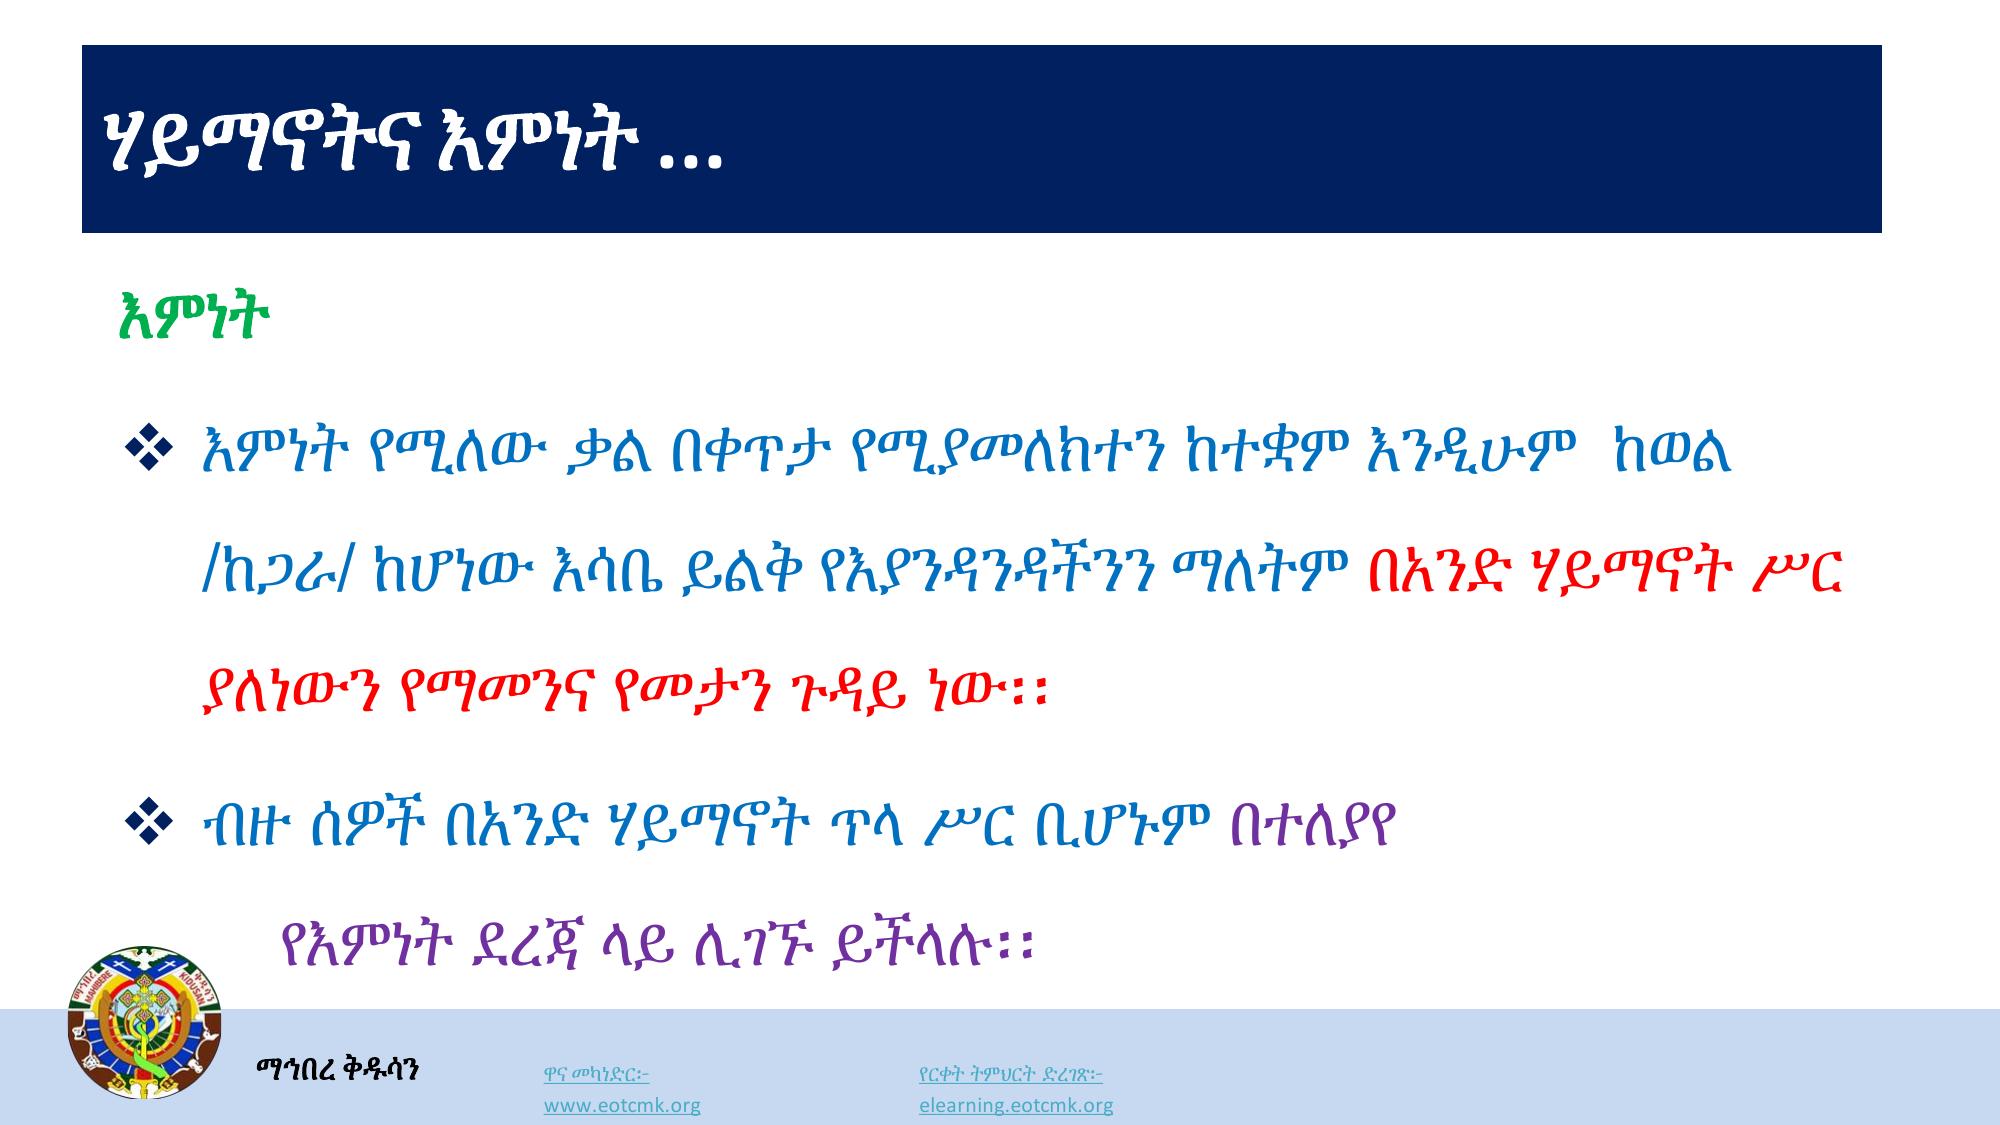 ሃይማኖትና እምነት ...
እምነት
❖ እምነት የሚለው ቃል በቀጥታ የሚያመለክተን ከተቋም እንዲሁም ከወል
/ከጋራ/ ከሆነው እሳቤ ይልቅ የእያንዳንዳችንን ማለትም በአንድ ሃይማኖት ሥር
ያለነውን የማመንና የመታን ጉዳይ ነው፡፡
❖ ብዙ ሰዎች በአንድ ሃይማኖት ጥላ ሥር ቢሆኑም በተለያየ
የእምነት ደረጃ ላይ ሊገኙ ይችላሉ፡፡
ማኅበረ ቅዱሳን
MAHIBERE KIDUSAN
ማኅበረ ቅዱሳን
ዋና መካነድር፡-
www.eotcmk.org
የርቀት ትምህርት ድረገጽ፡-
elearning.eotcmk.org